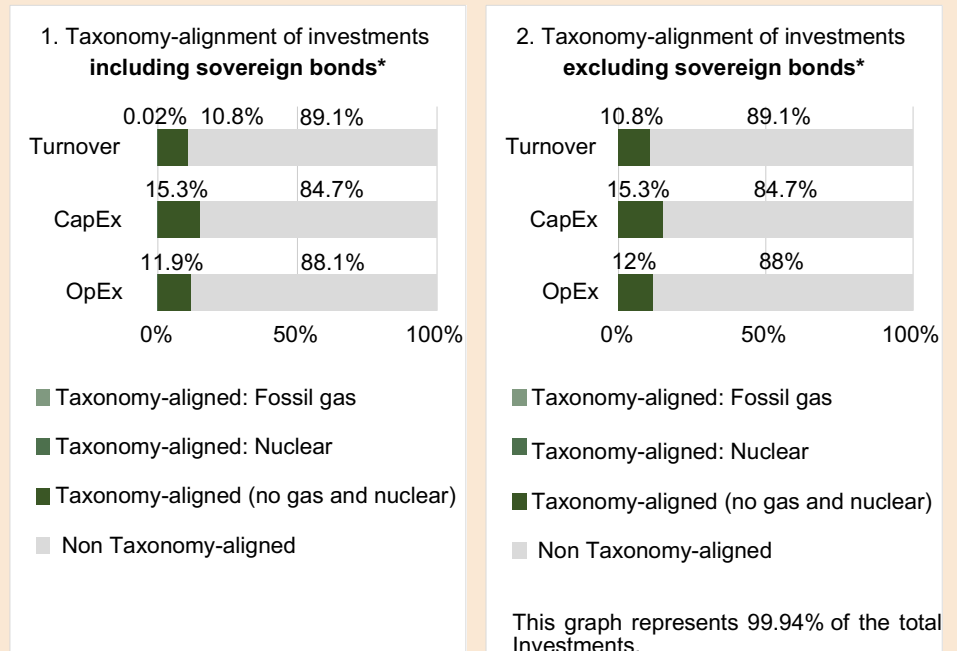 1. Taxonomy-alignment of investments
including sovereign bonds*
0.02% 10.8% 89.1%
Turnover
15.3% 84.7%
CapEx
11.9% 88.1%
OpEx
0% 50% 100%
Taxonomy-aligned: Fossil gas
Taxonomy-aligned: Nuclear
Taxonomy-aligned (no gas and nuclear)
Non Taxonomy-aligned
2. Taxonomy-alignment of investments
excluding sovereign bonds*
10.8% 89.1%
Turnover
15.3% 84.7%
CapEx
12% 88%
OpEx
0% 50% 100%
Taxonomy-aligned: Fossil gas
Taxonomy-aligned: Nuclear
Taxonomy-aligned (no gas and nuclear)
Non Taxonomy-aligned
This graph represents 99.94% of the total
Investments.